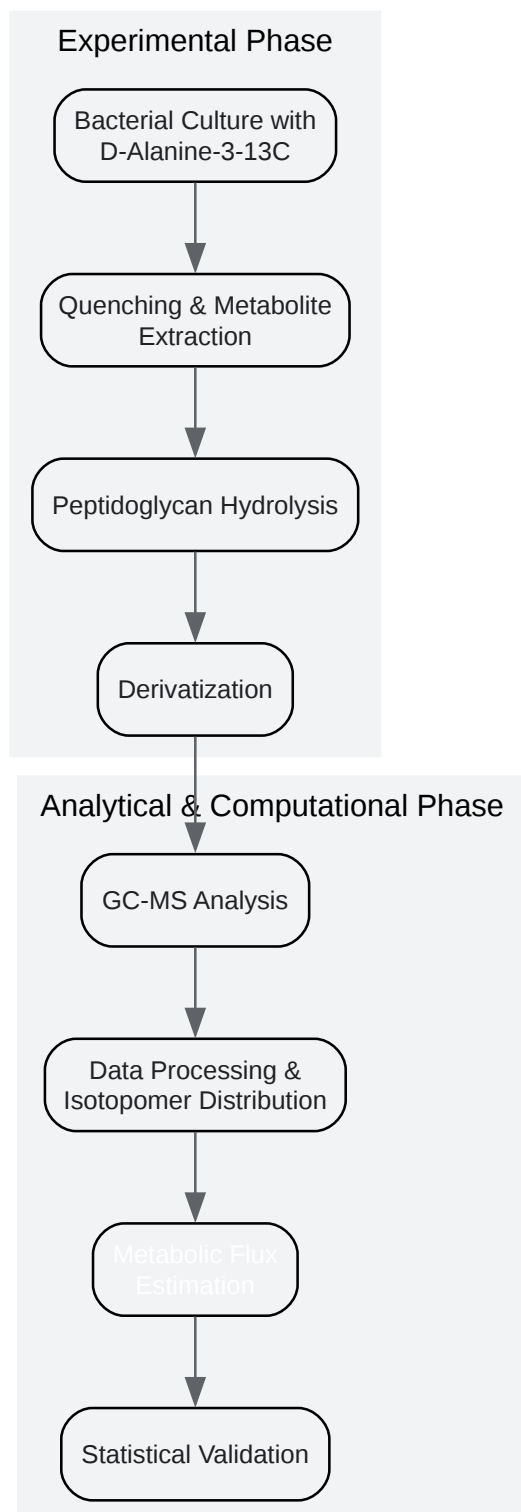 Experimental Phase
Bacterial Culture with
D-Alanine-3-13C
Quenching & Metabolite
Extraction
Peptidoglycan Hydrolysis
Derivatization
Analytical & Computational Phase
GC-MS Analysis
Data Processing &
Isotopomer Distribution
Metabolic Flux
Estimation
Statistical Validation